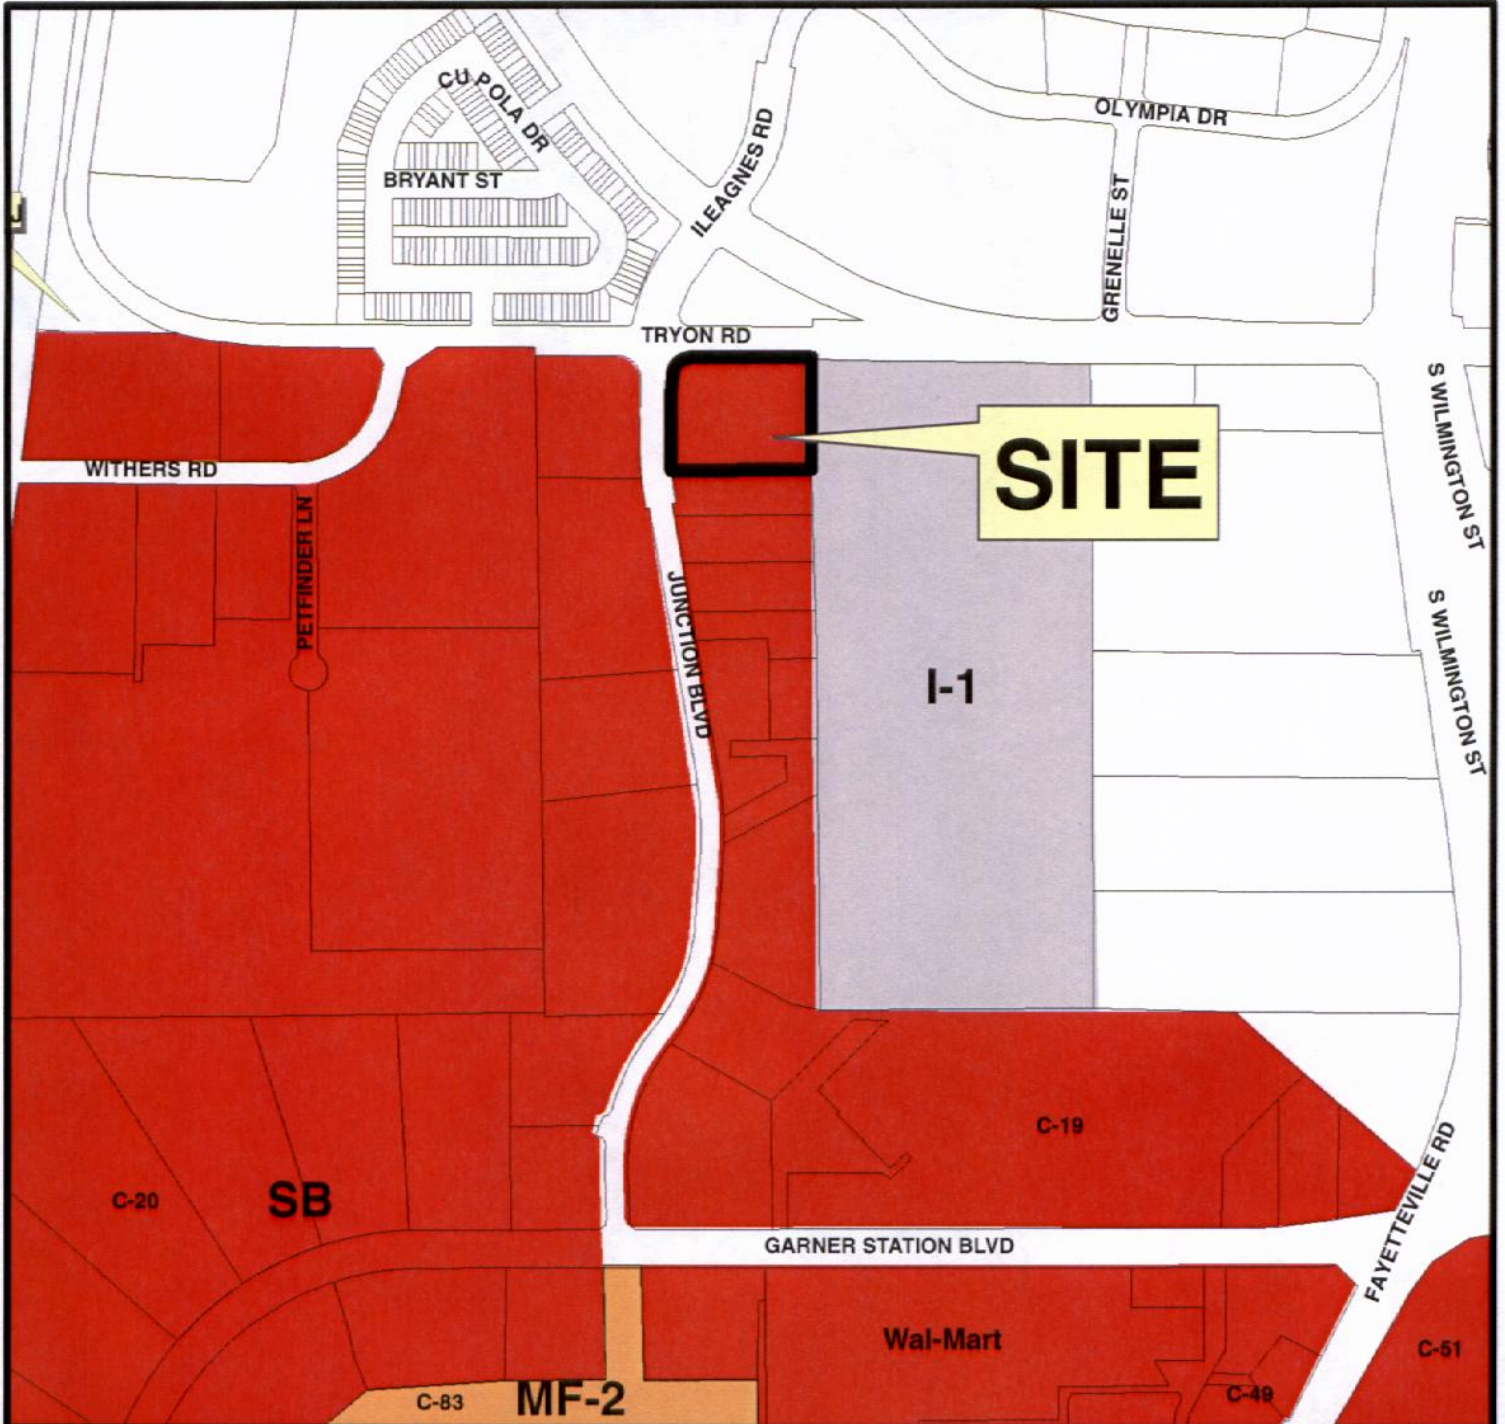 CUPOLA DR
OLYMPIA DR
ILEAGNES RD
BRYANT ST
GRENELLE ST
TRYON RD
S WILMINGTON ST
WITHERS RD
SITE
PETFINDER LN
JUNCTION BLVD
S WILMINGTON ST
I-1
C-19
C-20
SB
FAYETTEVILLE RD
GARNER STATION BLVD
Wal-Mart
C-51
C-83
MF-2
C-49